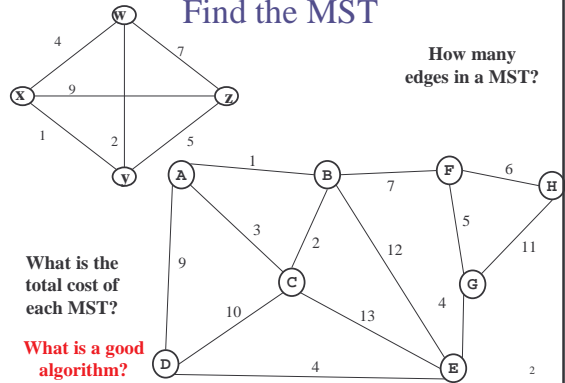 Find the MST
w
4
7
How many
edges in a MST?
x
9
z
1
2
5
y
1
A
B
F
6
H
7
3
2
5
12
11
What is the
total cost of
each MST?
9
C
G
4
10
13
What is a good
algorithm?
D
4
E
2